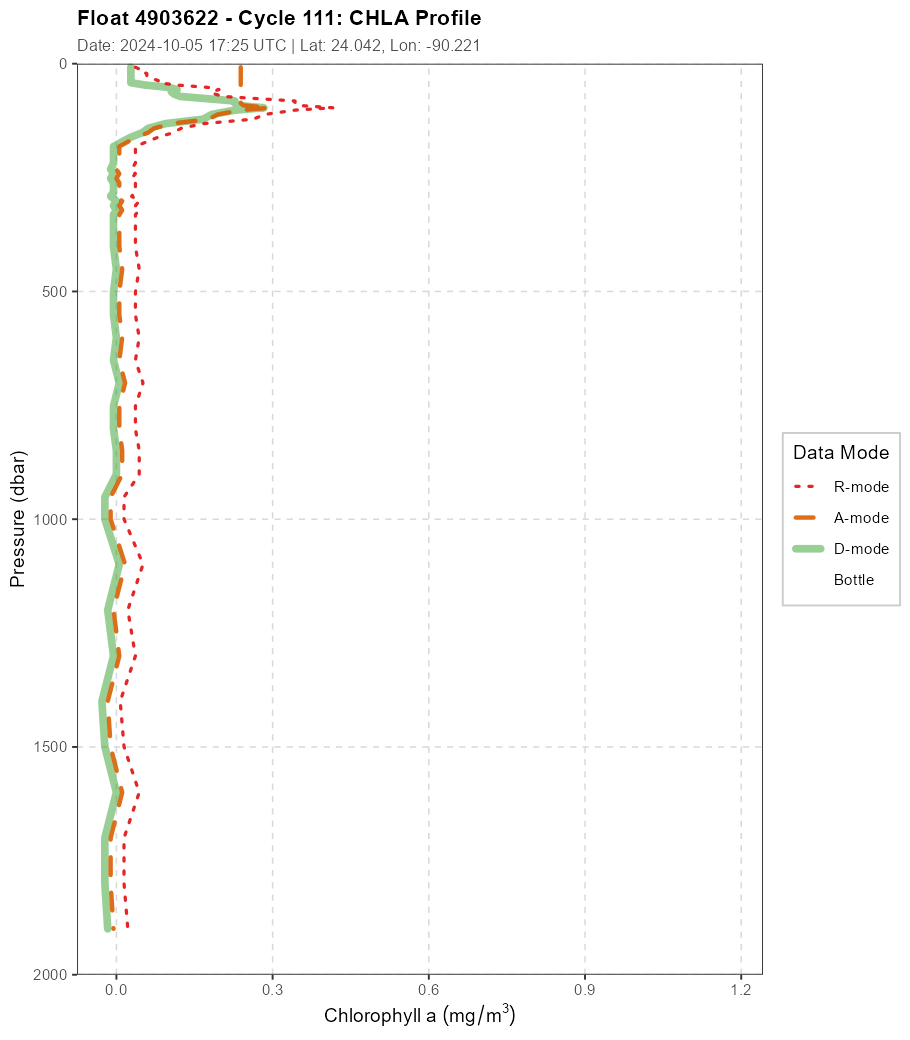 Float 4903622 - Cycle 111: CHLA Profile
Date: 2024-10-05 17:25 UTC | Lat: 24.042, Lon: -90.221
0
500
1000
1500
2000
Pressure (dbar)
0.0 0.3 0.6 0.9 1.2
Chlorophyll a (mg/m³)
Data Mode
R-mode
A-mode
D-mode
Bottle